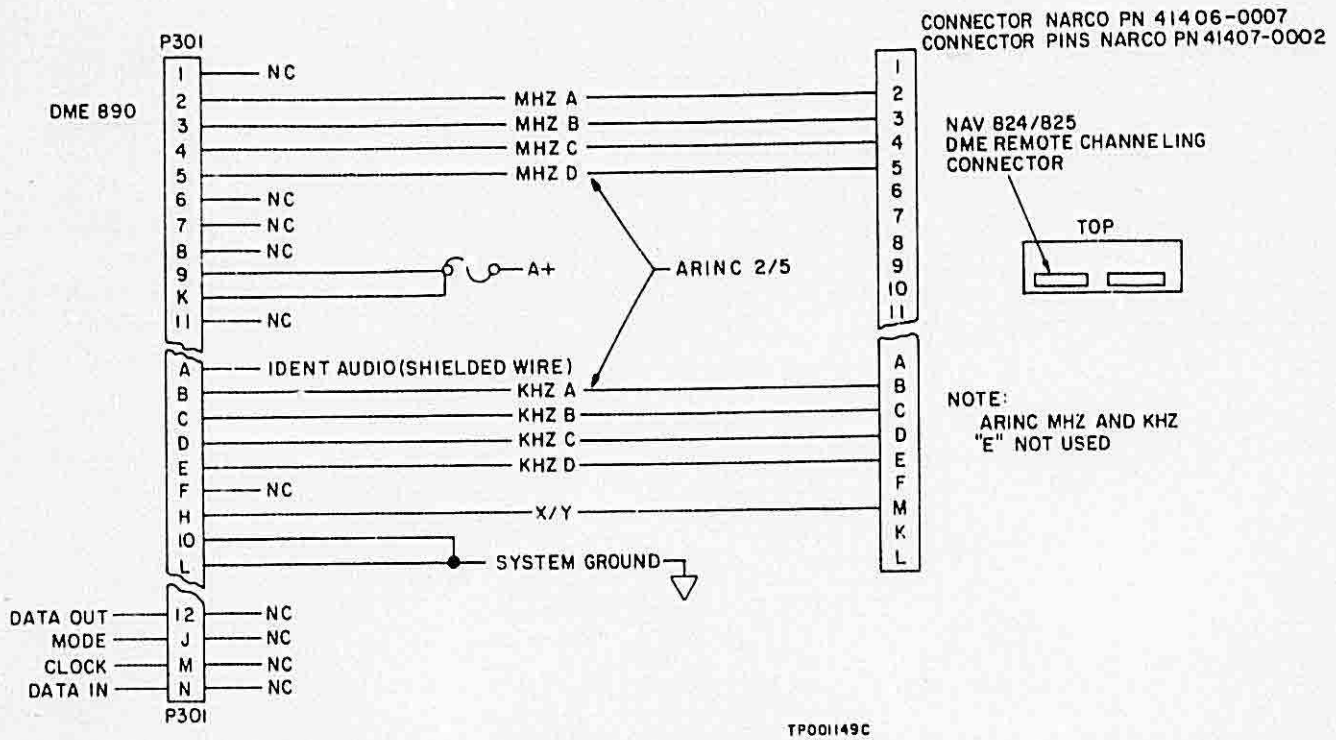 CONNECTOR NARCO PN 41406-0007
CONNECTOR PINS NARCO PN 41407-0002
P301
DME 890
1 NC 1
2 MHZ A 2
3 MHZ B 3
4 MHZ C 4
5 MHZ D 5
6 NC 6
7 NC 7
8 NC 8
9 A+ 9
K 10
11 NC 11
ARINC 2/5
NAV 824/825
DME REMOTE CHANNELING
CONNECTOR
TOP
A IDENT AUDIO (SHIELDED WIRE) A
B KHZ A B
C KHZ B C
D KHZ C D
E KHZ D E
F NC F
H X/Y M
10 K
L SYSTEM GROUND L
NOTE:
ARINC MHZ AND KHZ
"E" NOT USED
DATA OUT 12 NC
MODE J NC
CLOCK M NC
DATA IN N NC
P301
TP001149C